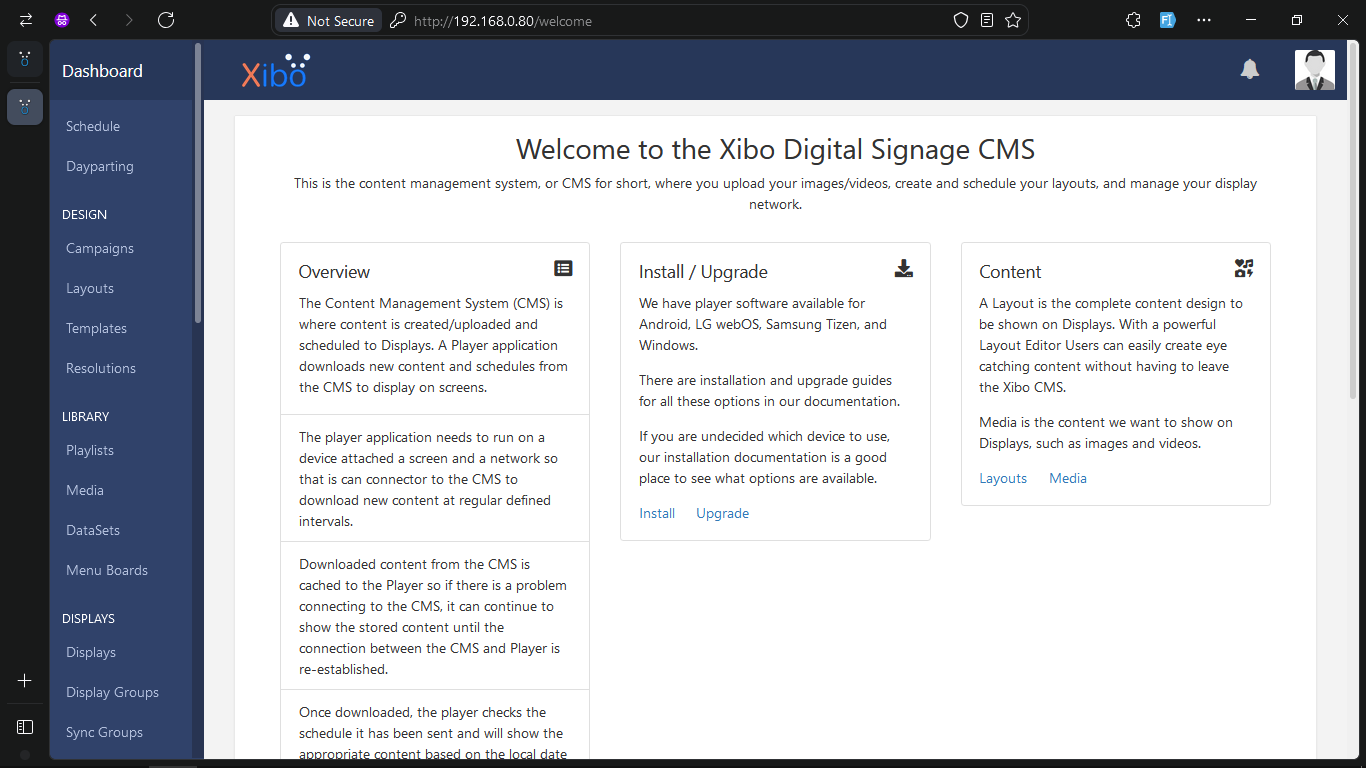 Not Secure
http://192.168.0.80/welcome
Dashboard
Schedule
Dayparting
DESIGN
Campaigns
Layouts
Templates
Resolutions
LIBRARY
Playlists
Media
DataSets
Menu Boards
DISPLAYS
Displays
Display Groups
Sync Groups
Xibo
Welcome to the Xibo Digital Signage CMS
This is the content management system, or CMS for short, where you upload your images/videos, create and schedule your layouts, and manage your display
network.
Overview
The Content Management System (CMS) is
where content is created/uploaded and
scheduled to Displays. A Player application
downloads new content and schedules from
the CMS to display on screens.
The player application needs to run on a
device attached a screen and a network so
that is can connector to the CMS to
download new content at regular defined
intervals.
Downloaded content from the CMS is
cached to the Player so if there is a problem
connecting to the CMS, it can continue to
show the stored content until the
connection between the CMS and Player is
re-established.
Once downloaded, the player checks the
schedule it has been sent and will show the
appropriate content based on the local date
Install / Upgrade
We have player software available for
Android, LG webOS, Samsung Tizen, and
Windows.
There are installation and upgrade guides
for all these options in our documentation.
If you are undecided which device to use,
our installation documentation is a good
place to see what options are available.
Install Upgrade
Content
A Layout is the complete content design to
be shown on Displays. With a powerful
Layout Editor Users can easily create eye
catching content without having to leave
the Xibo CMS.
Media is the content we want to show on
Displays, such as images and videos.
Layouts Media